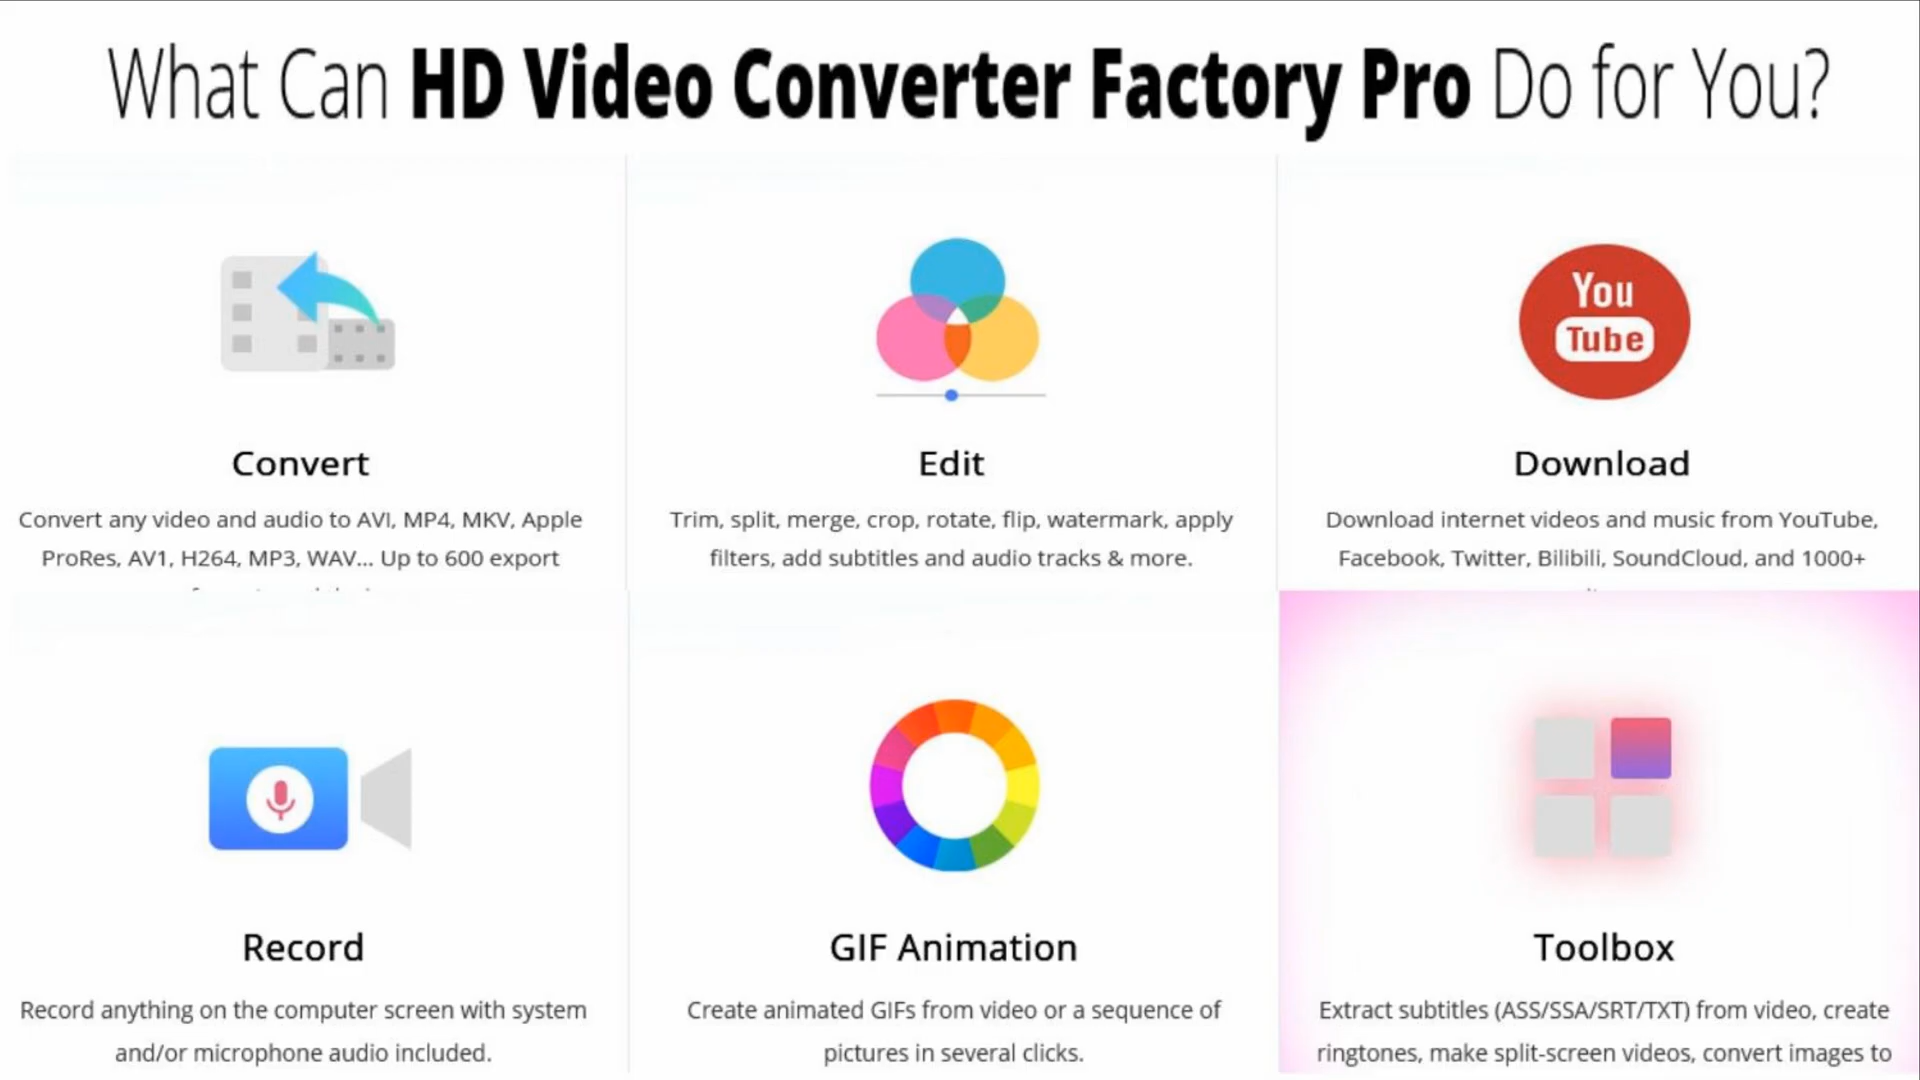 What Can HD Video Converter Factory Pro Do for You?
You
Tube
Convert
Convert any video and audio to AVI, MP4, MKV, Apple
ProRes, AV1, H264, MP3, WAV... Up to 600 export
Edit
Trim, split, merge, crop, rotate, flip, watermark, apply
filters, add subtitles and audio tracks & more.
Download
Download internet videos and music from YouTube,
Facebook, Twitter, Bilibili, SoundCloud, and 1000+
Record
Record anything on the computer screen with system
and/or microphone audio included.
GIF Animation
Create animated GIFs from video or a sequence of
pictures in several clicks.
Toolbox
Extract subtitles (ASS/SSA/SRT/TXT) from video, create
ringtones, make split-screen videos, convert images to